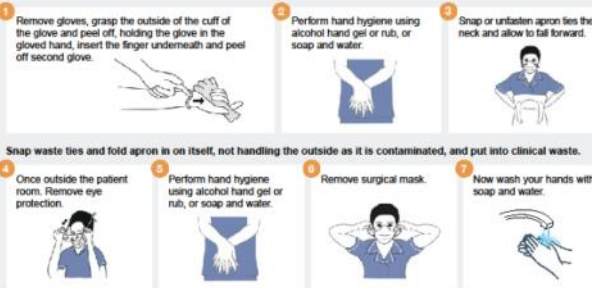 1
Remove gloves, grasp the outside of the cuff of
the glove and peel off, holding the glove in the
gloved hand, insert the finger underneath and peel
off second glove.
2
Perform hand hygiene using
alcohol hand gel or rub, or
soap and water.
3
Snap or unfasten apron ties the
neck and allow to fall forward.
Snap waste ties and fold apron in on itself, not handling the outside as it is contaminated, and put into clinical waste.
4
Once outside the patient
room. Remove eye
protection.
5
Perform hand hygiene
using alcohol hand gel or
rub, or soap and water.
6
Remove surgical mask.
7
Now wash your hands with
soap and water.